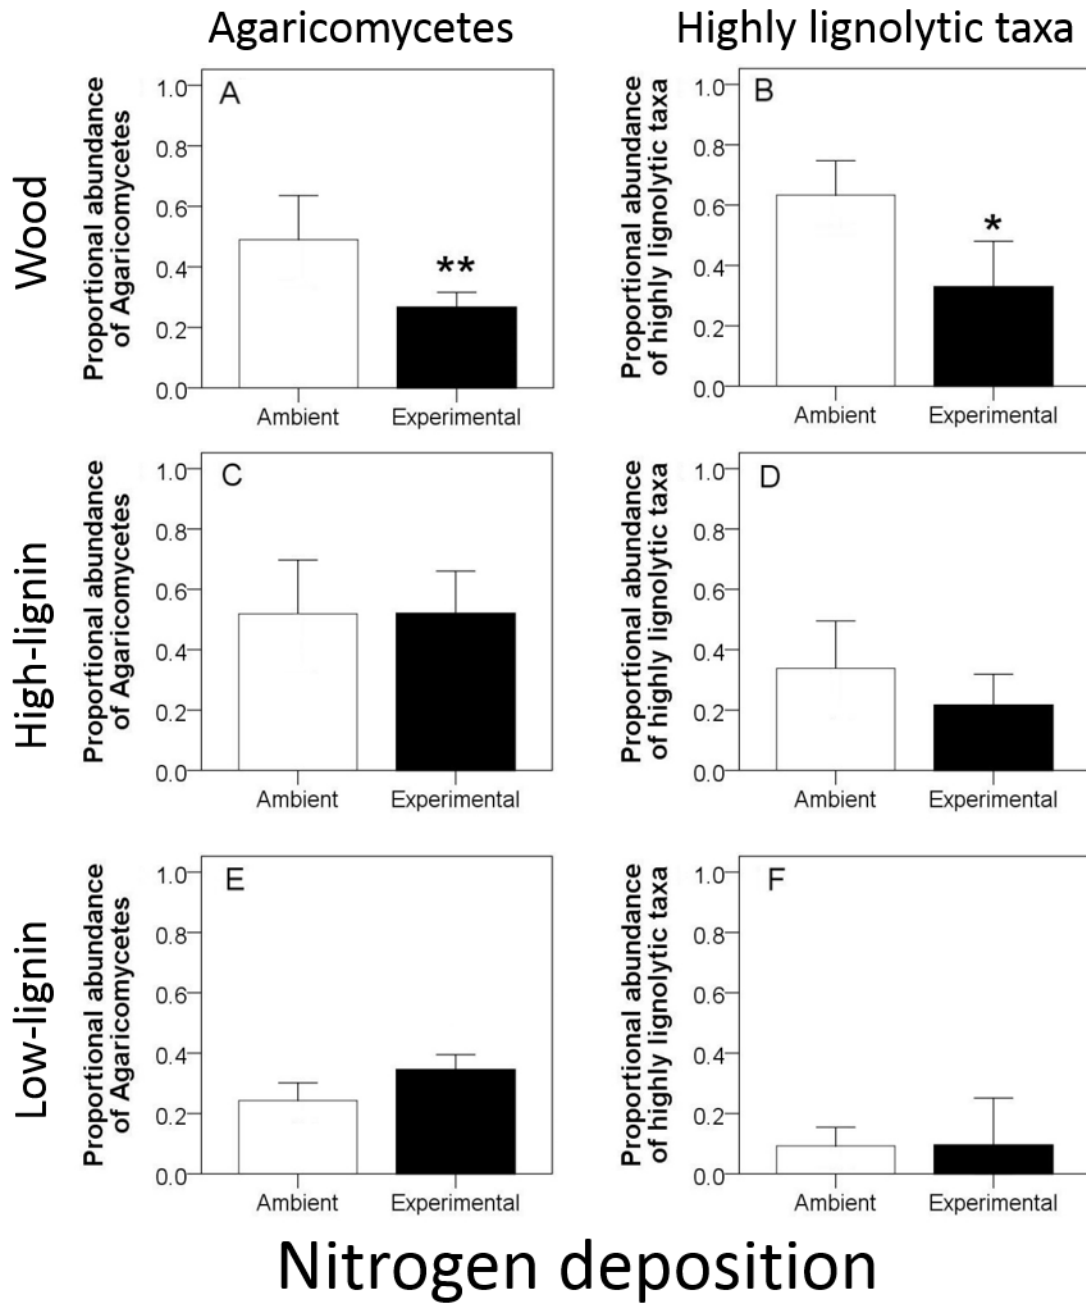 Agaricomycetes
Highly lignolytic taxa
Wood
Proportional abundance
of Agaricomycetes
1.0
0.8
0.6
0.4
0.2
0.0
A
**
Ambient
Experimental
Proportional abundance
of highly lignolytic taxa
1.0
0.8
0.6
0.4
0.2
0.0
B
*
Ambient
Experimental
High-lignin
Proportional abundance
of Agaricomycetes
1.0
0.8
0.6
0.4
0.2
0.0
C
Ambient
Experimental
Proportional abundance
of highly lignolytic taxa
1.0
0.8
0.6
0.4
0.2
0.0
D
Ambient
Experimental
Low-lignin
Proportional abundance
of Agaricomycetes
1.0
0.8
0.6
0.4
0.2
0.0
E
Ambient
Experimental
Proportional abundance
of highly lignolytic taxa
1.0
0.8
0.6
0.4
0.2
0.0
F
Ambient
Experimental
Nitrogen deposition